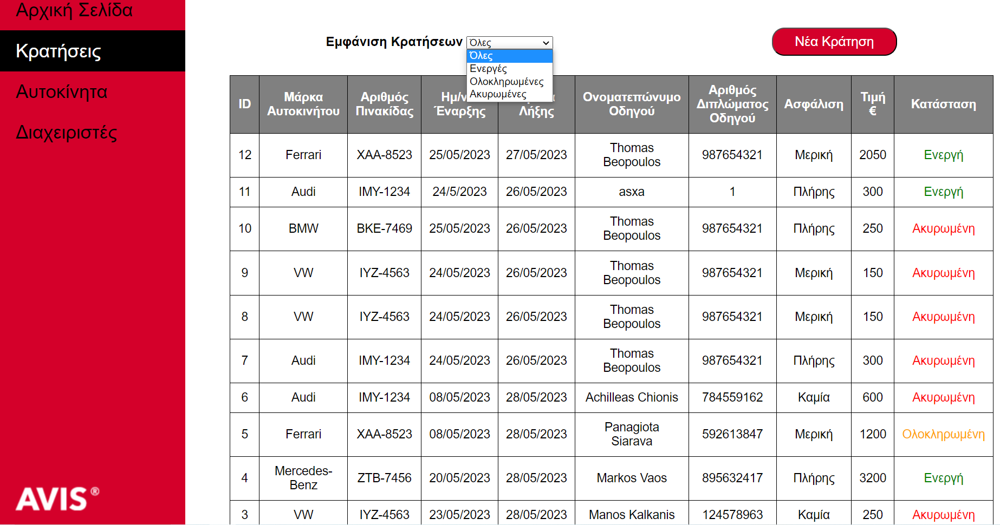 Αρχική Σελίδα
Κρατήσεις
Αυτοκίνητα
Διαχειριστές
AVIS®
Εμφάνιση Κρατήσεων Όλες
Όλες
Ενεργές
Ολοκληρωμένες
Ακυρωμένες
Νέα Κράτηση
ID Μάρκα Αυτοκινήτου Αριθμός Πινακίδας Έναρξης Λήξης Ονοματεπώνυμο Οδηγού Αριθμός Διπλώματος Οδηγού Ασφάλιση Τιμή € Κατάσταση
12 Ferrari XAA-8523 25/05/2023 27/05/2023 Thomas Beopoulos 987654321 Μερική 2050 Ενεργή
11 Audi IMY-1234 24/5/2023 26/05/2023 asxa 1 Πλήρης 300 Ενεργή
10 BMW BKE-7469 25/05/2023 26/05/2023 Thomas Beopoulos 987654321 Πλήρης 250 Ακυρωμένη
9 VW IYZ-4563 24/05/2023 26/05/2023 Thomas Beopoulos 987654321 Μερική 150 Ακυρωμένη
8 VW IYZ-4563 24/05/2023 26/05/2023 Thomas Beopoulos 987654321 Μερική 150 Ακυρωμένη
7 Audi IMY-1234 24/05/2023 26/05/2023 Thomas Beopoulos 987654321 Πλήρης 300 Ακυρωμένη
6 Audi IMY-1234 08/05/2023 28/05/2023 Achilleas Chionis 784559162 Καμία 600 Ακυρωμένη
5 Ferrari XAA-8523 08/05/2023 28/05/2023 Panagiota Siarava 592613847 Μερική 1200 Ολοκληρωμένη
4 Mercedes-Benz ZTB-7456 20/05/2023 28/05/2023 Markos Vaos 895632417 Πλήρης 3200 Ενεργή
3 VW IYZ-4563 23/05/2023 28/05/2023 Manos Kalkanis 124578963 Καμία 250 Ακυρωμένη